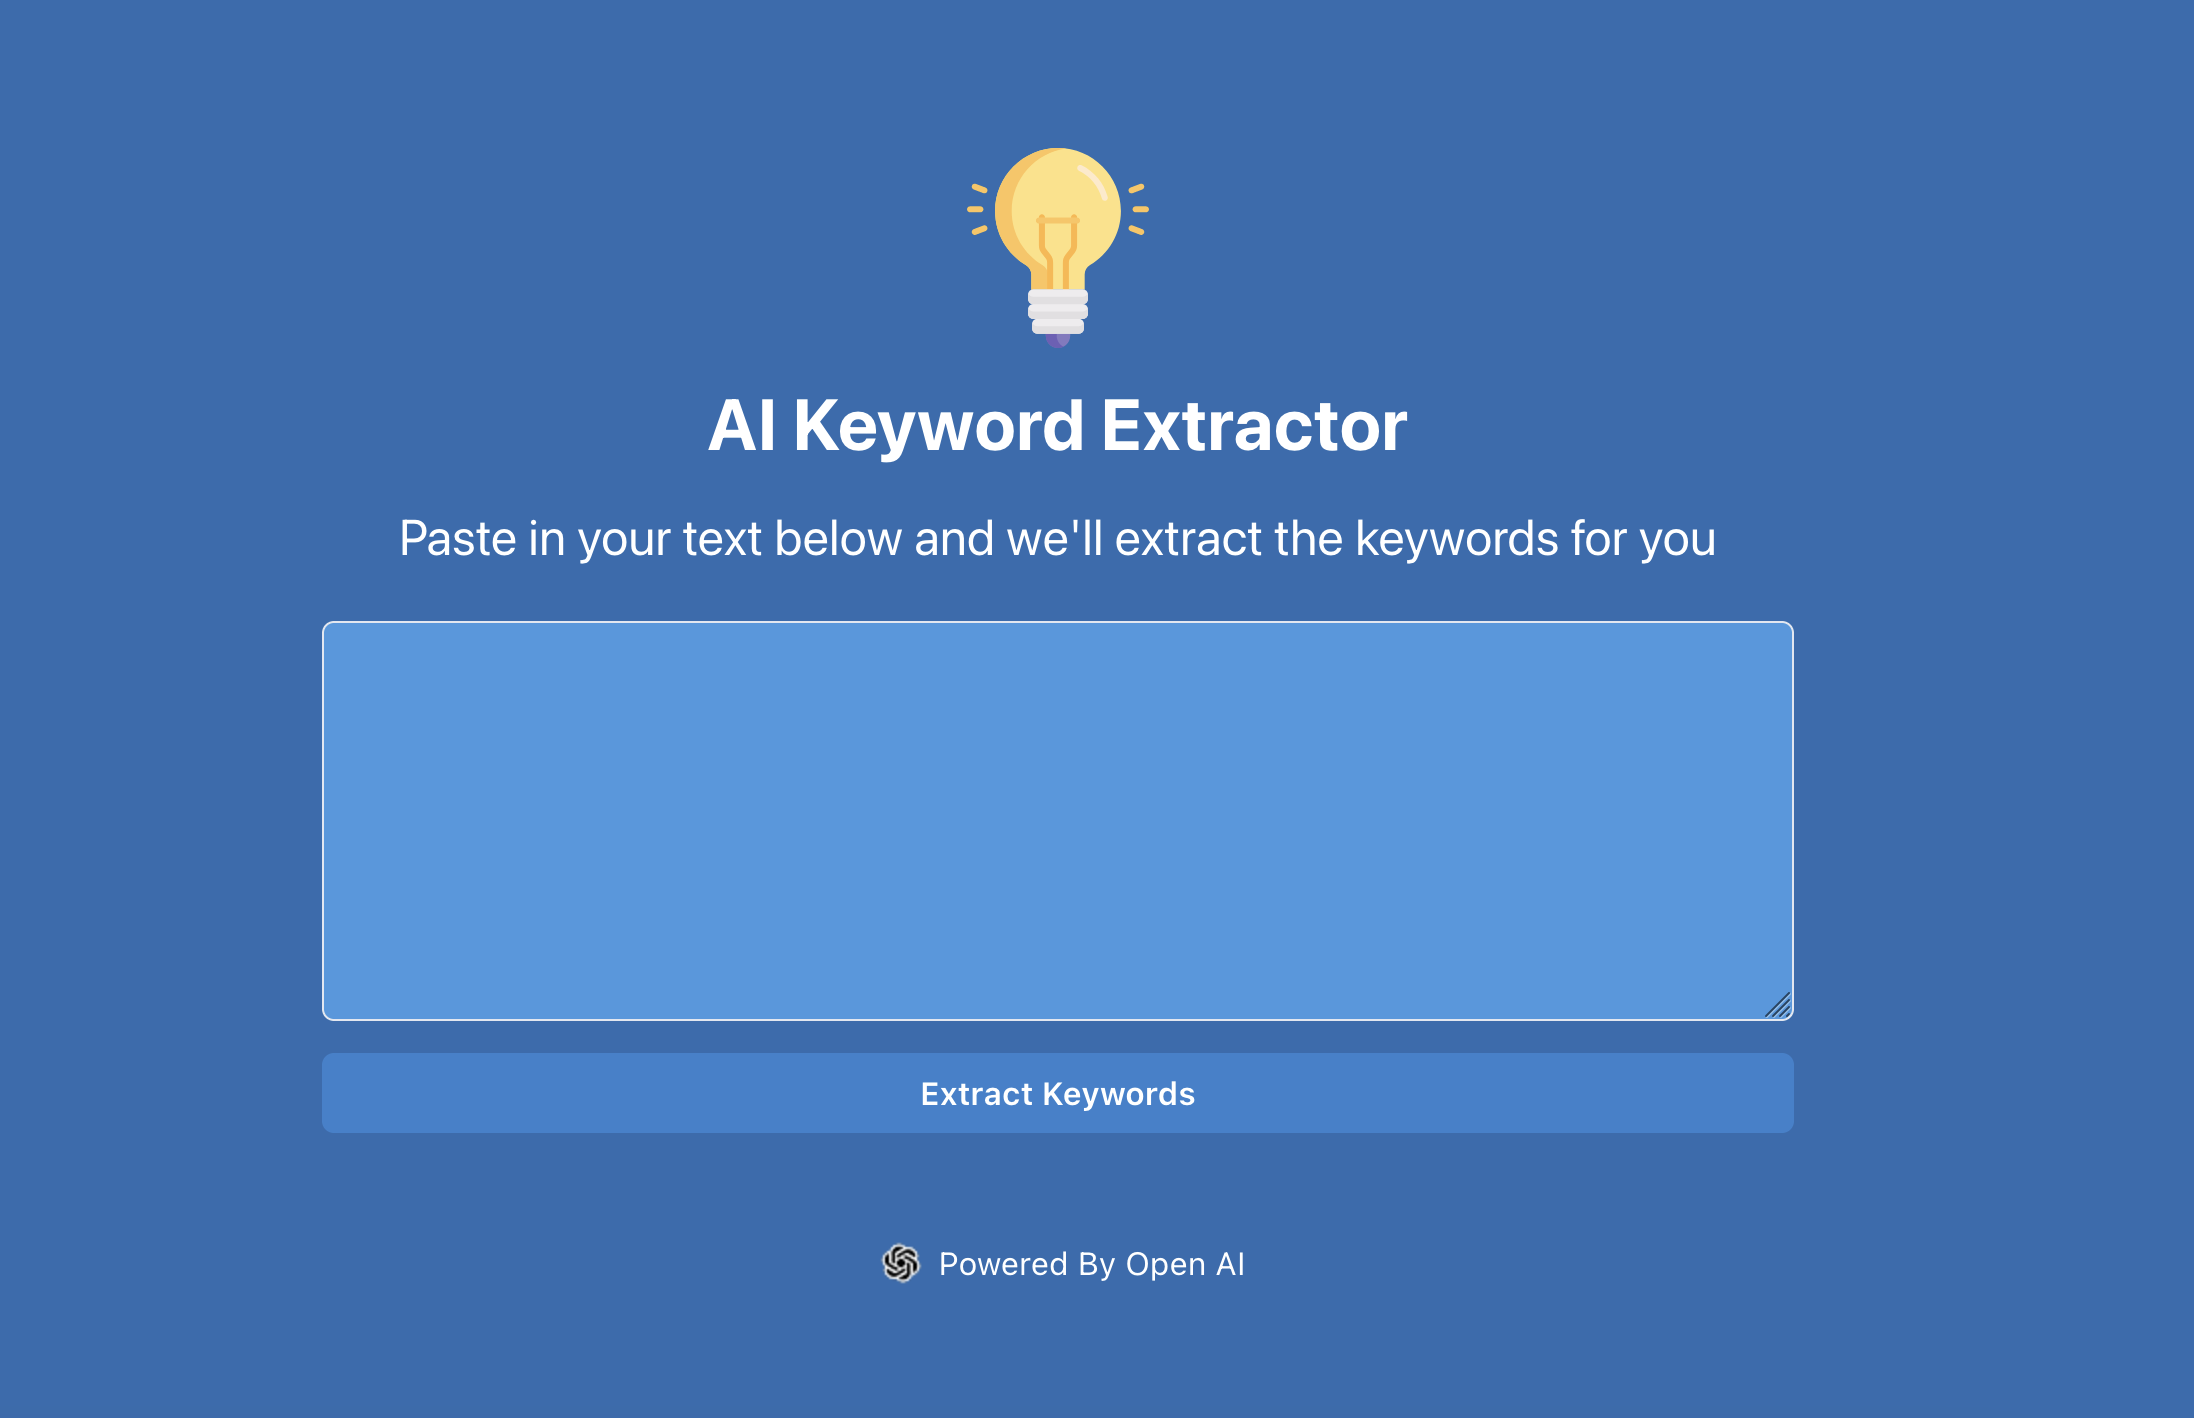 AI Keyword Extractor
Paste in your text below and we'll extract the keywords for you
Extract Keywords
Powered By Open AI